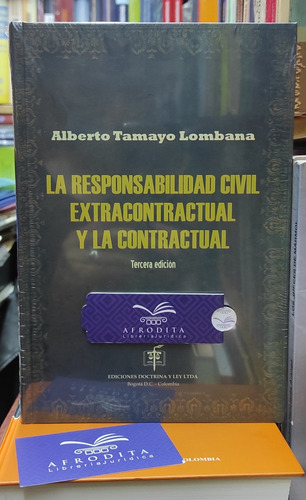 Alberto Tamayo Lombana
LA RESPONSABILIDAD CIVIL
EXTRACONTRACTUAL
Y LA CONTRACTUAL
Tercera edición
AFRODITA
Librería Jurídica
EDICIONES DOCTRINA Y LEY LTDA
Bogotá D.C. - Colombia
AFRODITA
Librería Jurídica
COLOMBIA